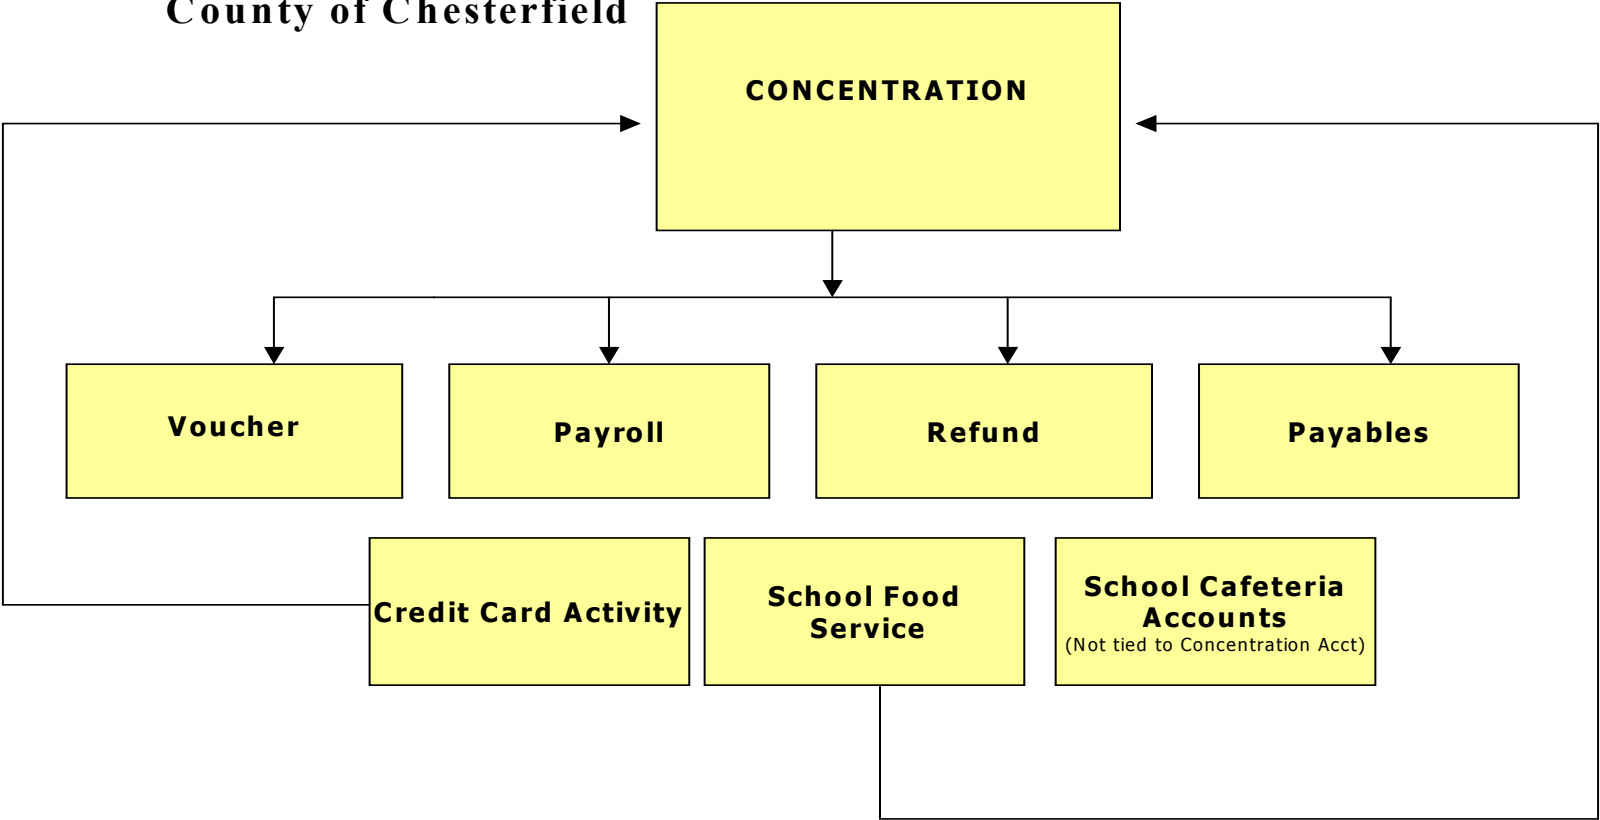 County of Chesterfield
CONCENTRATION
Voucher
Payroll
Refund
Payables
Credit Card Activity
School Food
Service
School Cafeteria
Accounts
(Not tied to Concentration Acct)